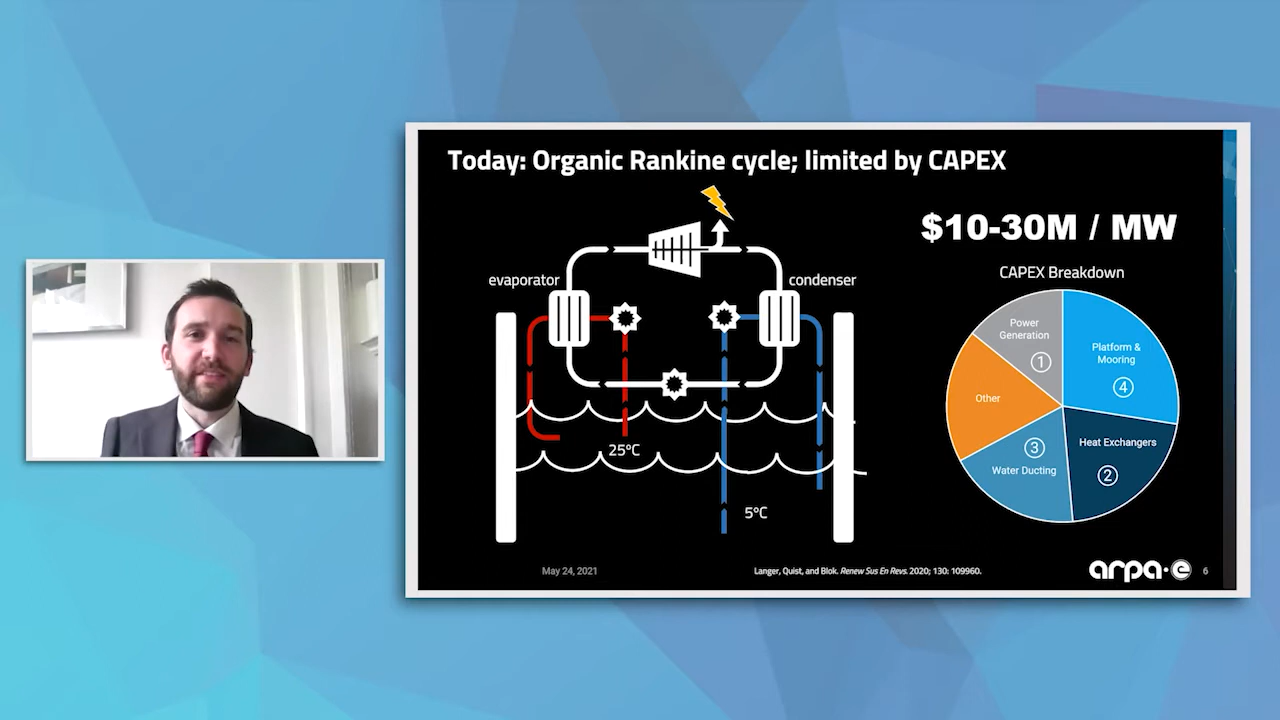 Today: Organic Rankine cycle; limited by CAPEX
$10-30M / MW
evaporator
condenser
25°C
5°C
CAPEX Breakdown
Power
Generation
1
Platform &
Mooring
4
Other
3
Water Ducting
Heat Exchangers
2
May 24, 2021
Langer, Quist, and Blok. Renew Sus En Revs. 2020; 130: 109960.
arpa·e
6